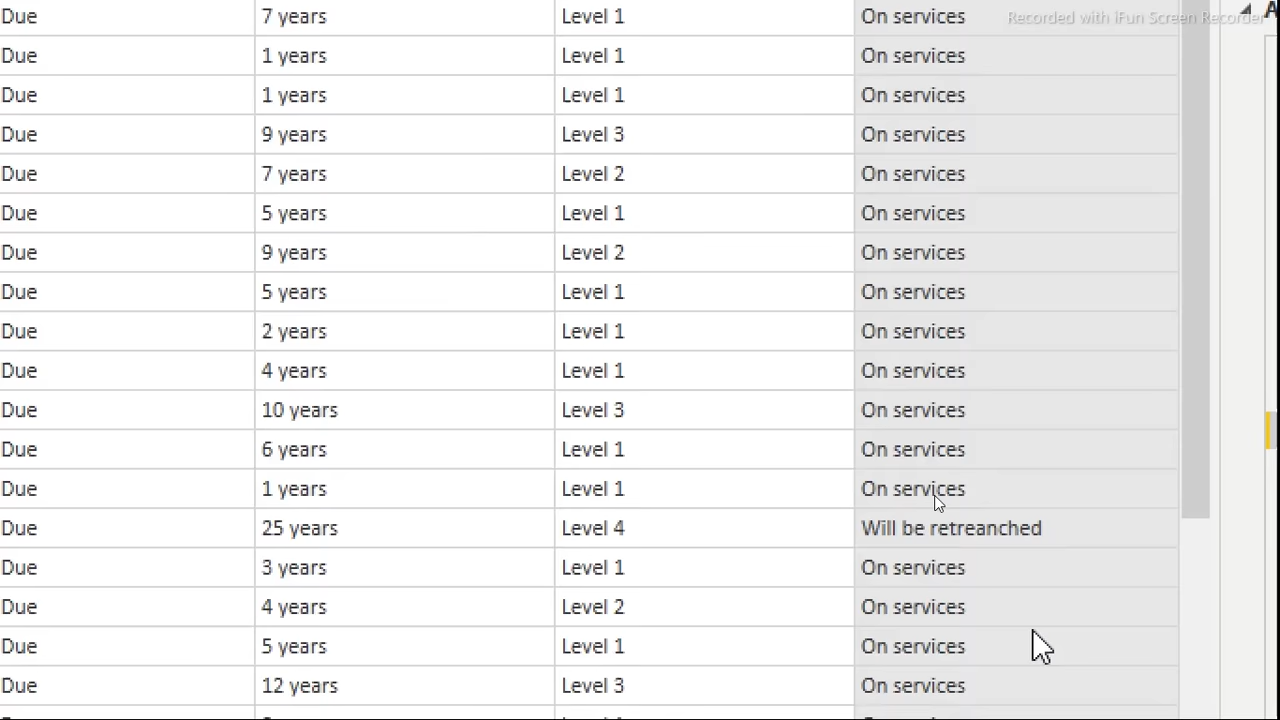 Due 7 years Level 1 On services Recorded with iFun Screen Recorder
Due 1 years Level 1 On services
Due 1 years Level 1 On services
Due 9 years Level 3 On services
Due 7 years Level 2 On services
Due 5 years Level 1 On services
Due 9 years Level 2 On services
Due 5 years Level 1 On services
Due 2 years Level 1 On services
Due 4 years Level 1 On services
Due 10 years Level 3 On services
Due 6 years Level 1 On services
Due 1 years Level 1 On services
Due 25 years Level 4 Will be retreanched
Due 3 years Level 1 On services
Due 4 years Level 2 On services
Due 5 years Level 1 On services
Due 12 years Level 3 On services